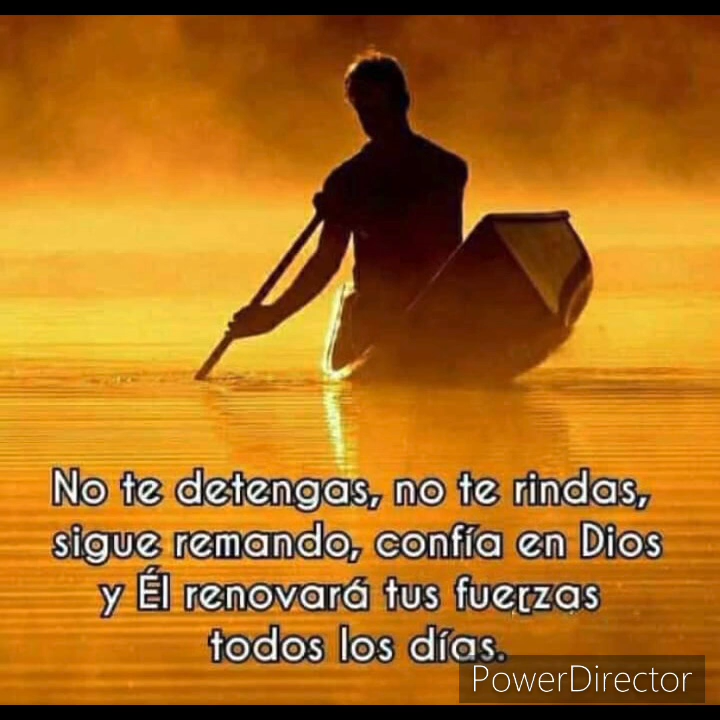 No te detengas, no te rindas,
sigue remando, confía en Dios
y Él renovará tus fuerzas
todos los días.
PowerDirector